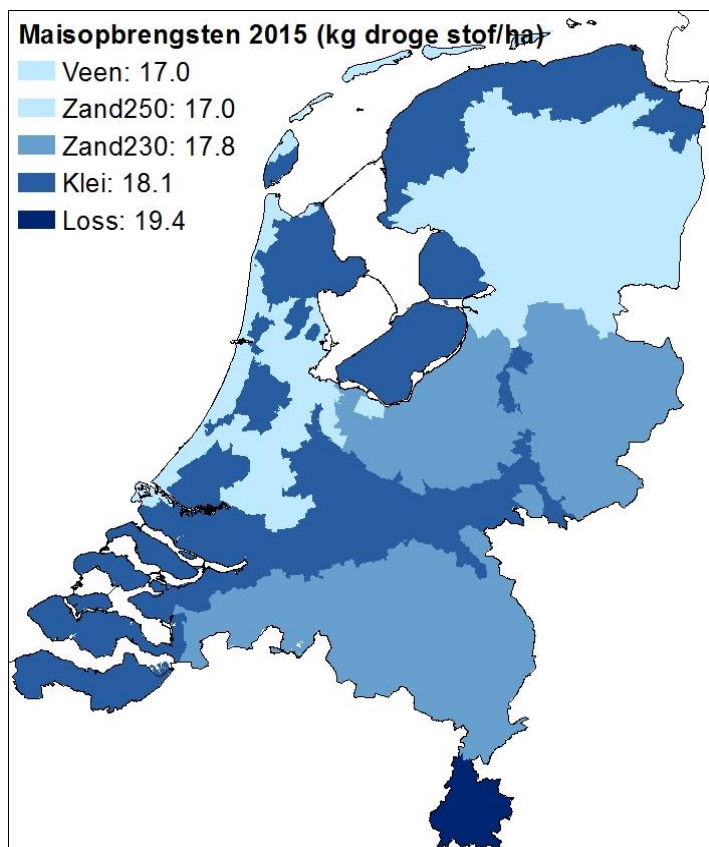 Maisopbrengsten 2015 (kg droge stof/ha)
Veen: 17.0
Zand250: 17.0
Zand230: 17.8
Klei: 18.1
Loss: 19.4